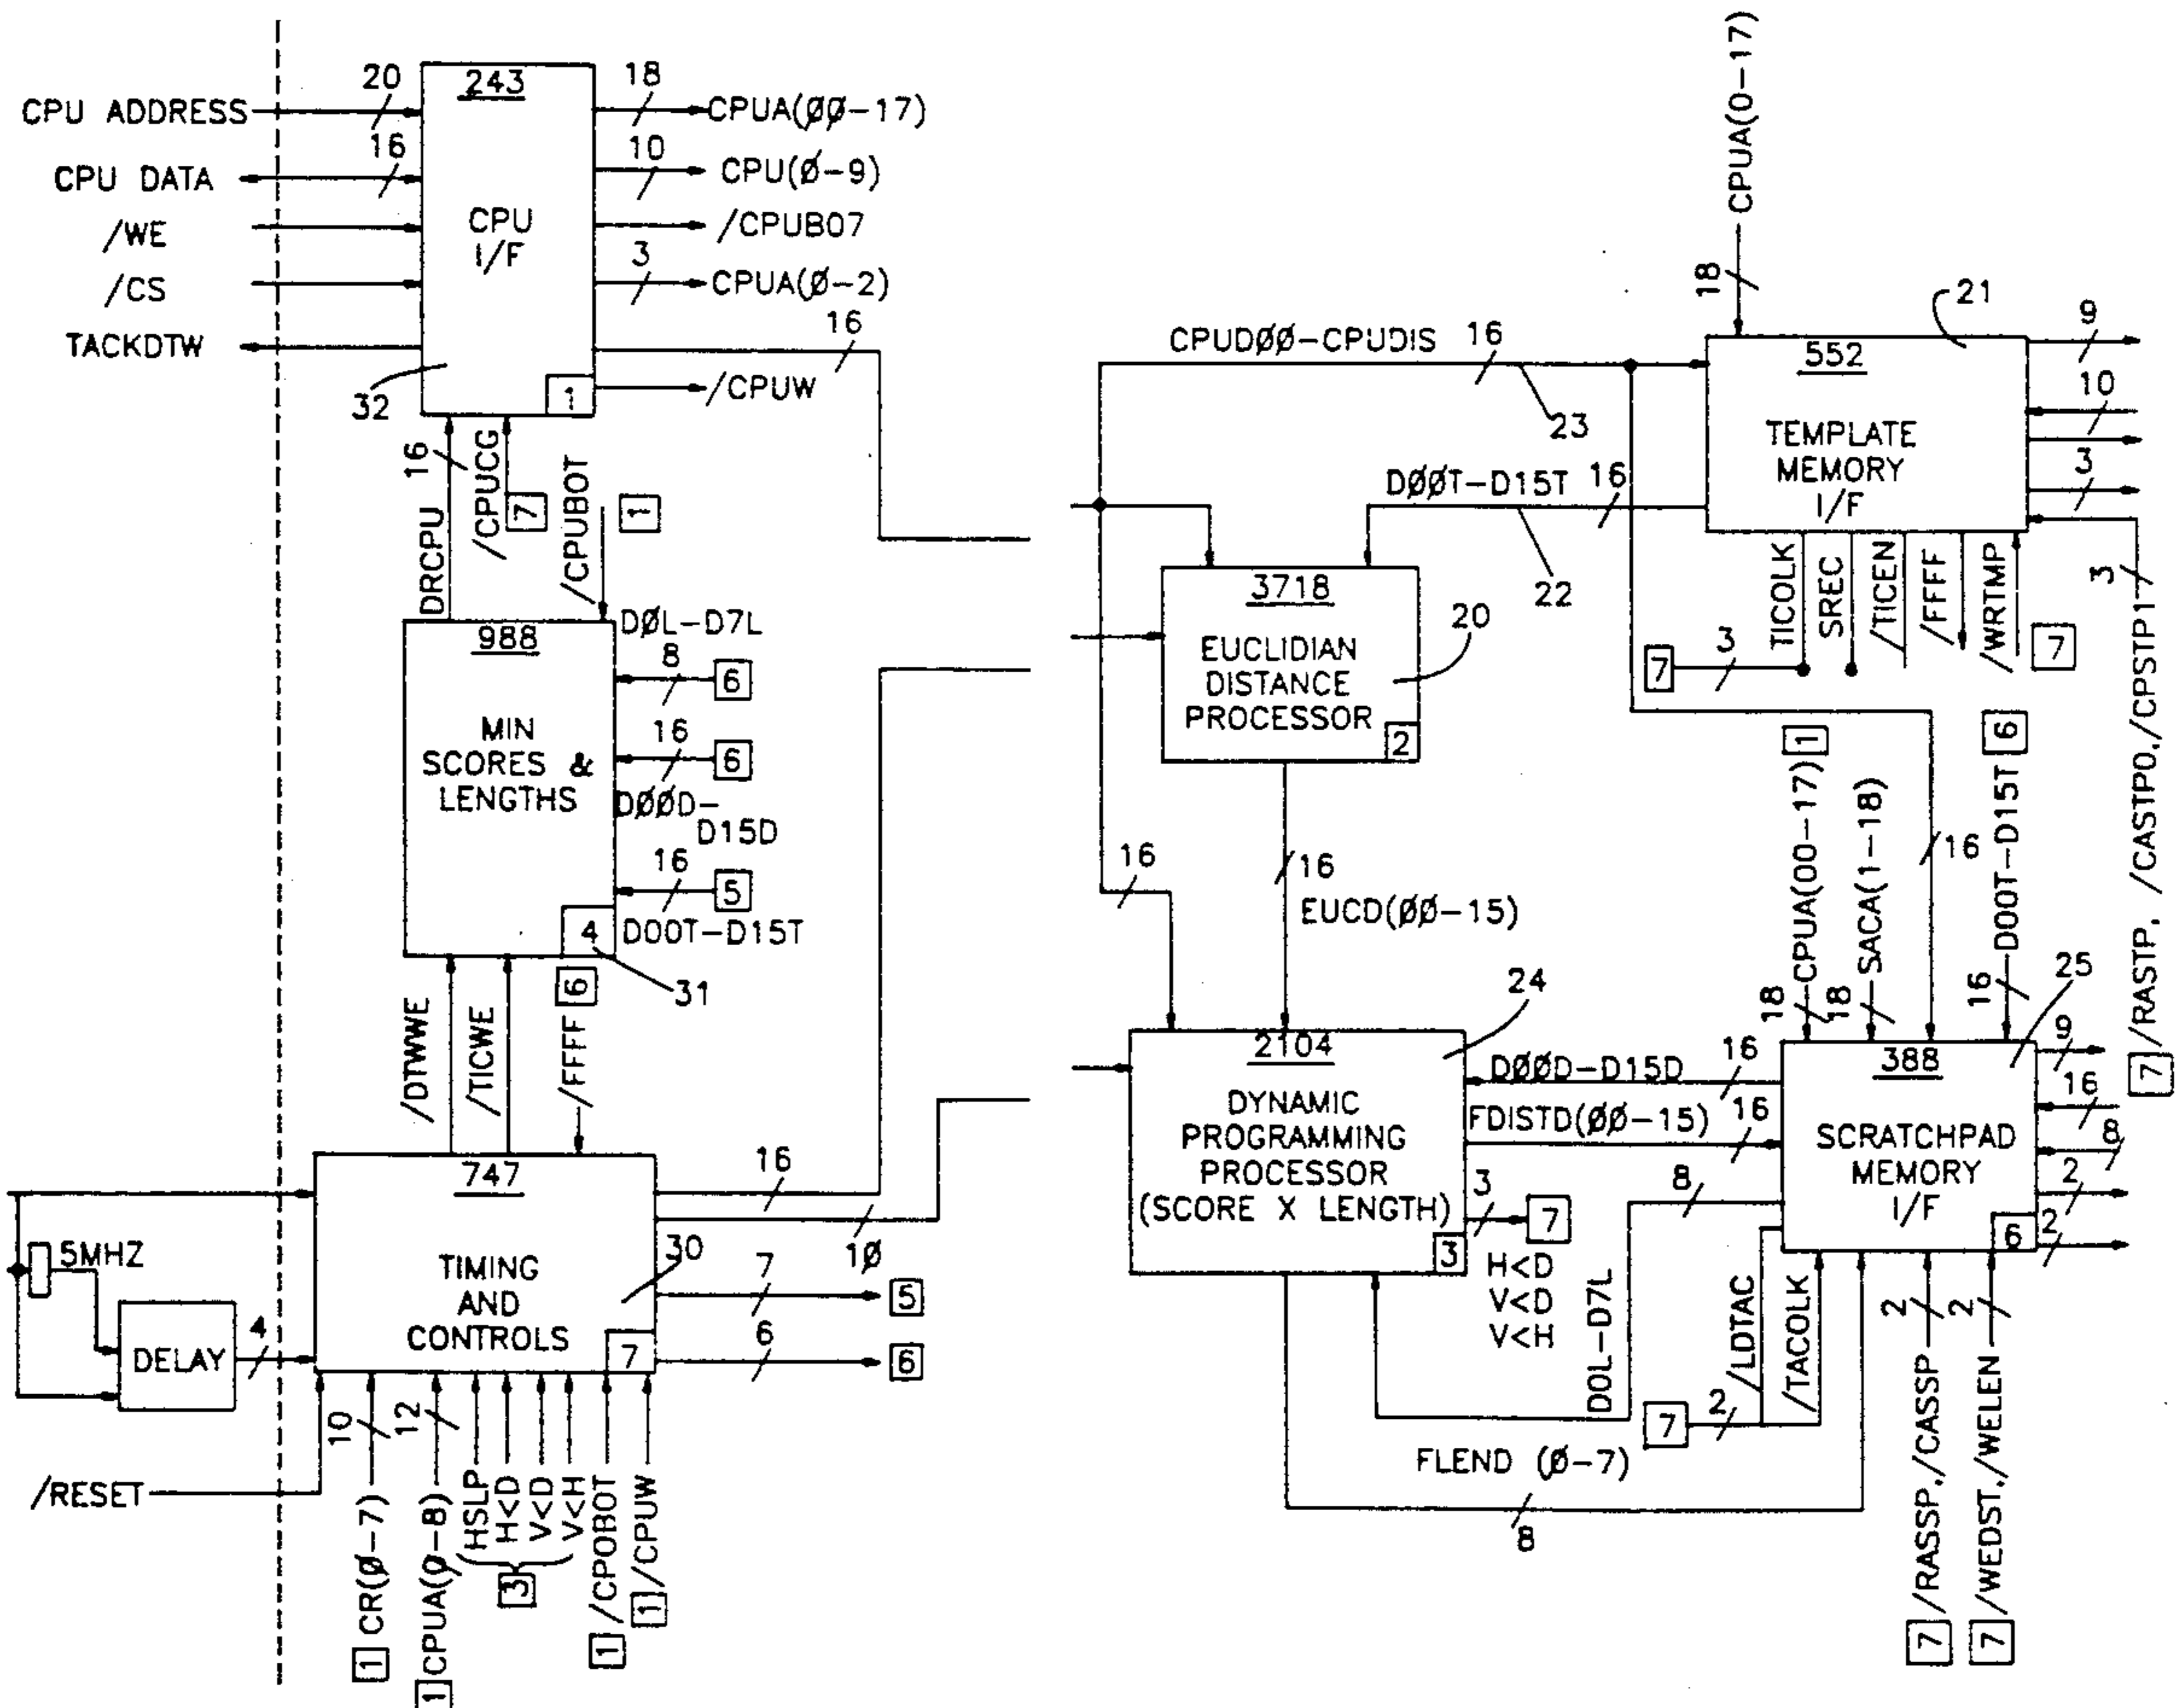 CPU ADDRESS
20
CPU DATA
16
/WE
/CS
TACKDTW
243
CPU
I/F
1
32
18
CPUA(ØØ-17)
10
CPU(Ø-9)
/CPUB07
3
CPUA(Ø-2)
16
/CPUW
DRCPU
16
/CPUCG
7
/CPUBOT
1
988
MIN
SCORES &
LENGTHS
4
31
DØL-D7L
8
6
16
6
DØØD-
D15D
16
5
D00T-D15T
/DTWWE
/TICWE
6
/FFFF
747
TIMING
AND
CONTROLS
30
7
16
1Ø
7
5
6
6
5MHZ
DELAY
4
/RESET
10
1 CR(Ø-7)
12
1 CPUA(Ø-8)
HSLP
H<D
V<D
V<H
3
1 /CPOBOT
1 /CPUW
CPUA(0-17)
18
CPUDØØ-CPUDIS
16
23
DØØT-D15T
16
22
552
TEMPLATE
MEMORY
I/F
21
9
10
3
3
7 /RASTP, /CASTPO,/CPSTP17
TICOLK
SREC
/TICEN
/FFFF
/WRTMP
7
7
3
3718
EUCLIDIAN
DISTANCE
PROCESSOR
2
20
16
16
EUCD(ØØ-15)
18
CPUA(00-17) 1
18
SACA(1-18)
16
16
D00T-D15T 6
25
2104
DYNAMIC
PROGRAMMING
PROCESSOR
(SCORE X LENGTH)
3
24
DØØD-D15D
16
FDISTD(ØØ-15)
16
3
7
H<D
V<D
V<H
8
D0L-D7L
388
SCRATCHPAD
MEMORY
I/F
6
9
16
8
2
2
/LDTAC
/TACOLK
7
2
FLEND (Ø-7)
8
2
7 /RASSP,/CASSP
2
7 /WEDST,/WELEN